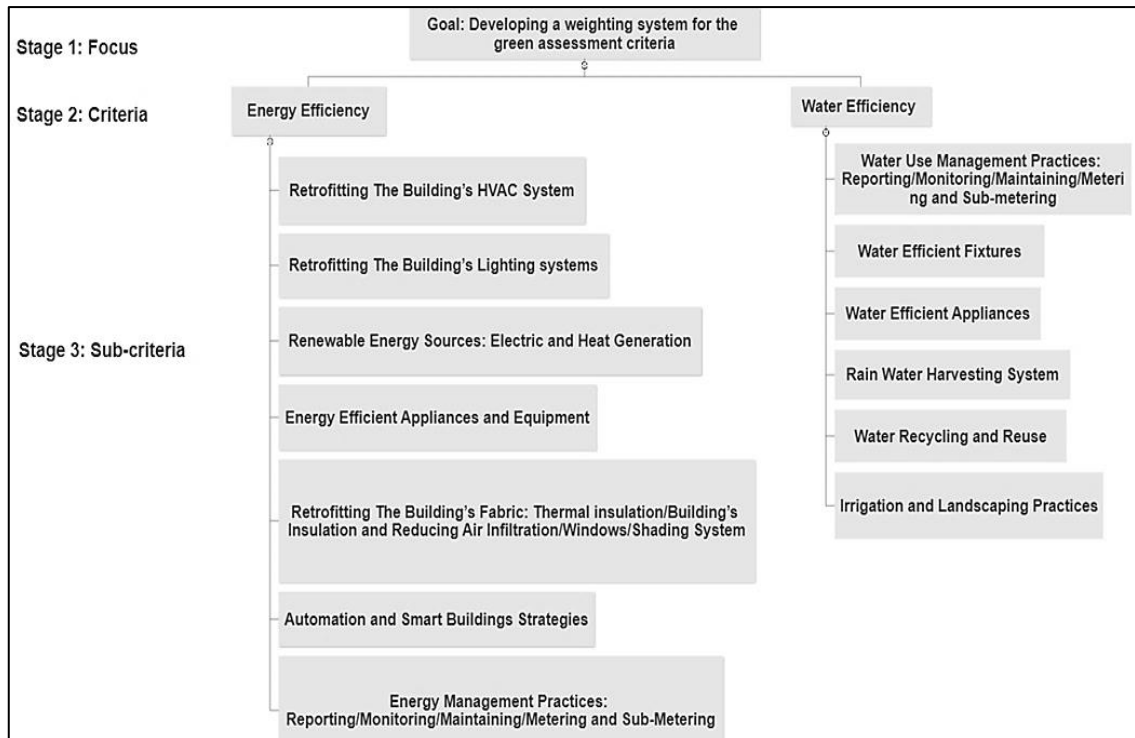 Goal: Developing a weighting system for the
green assessment criteria
Stage 1: Focus
Stage 2: Criteria
Energy Efficiency
Water Efficiency
Stage 3: Sub-criteria
Retrofitting The Building’s HVAC System
Retrofitting The Building’s Lighting systems
Renewable Energy Sources: Electric and Heat Generation
Energy Efficient Appliances and Equipment
Retrofitting The Building’s Fabric: Thermal insulation/Building’s
Insulation and Reducing Air Infiltration/Windows/Shading System
Automation and Smart Buildings Strategies
Energy Management Practices:
Reporting/Monitoring/Maintaining/Metering and Sub-Metering
Water Use Management Practices:
Reporting/Monitoring/Maintaining/Meteri
ng and Sub-metering
Water Efficient Fixtures
Water Efficient Appliances
Rain Water Harvesting System
Water Recycling and Reuse
Irrigation and Landscaping Practices